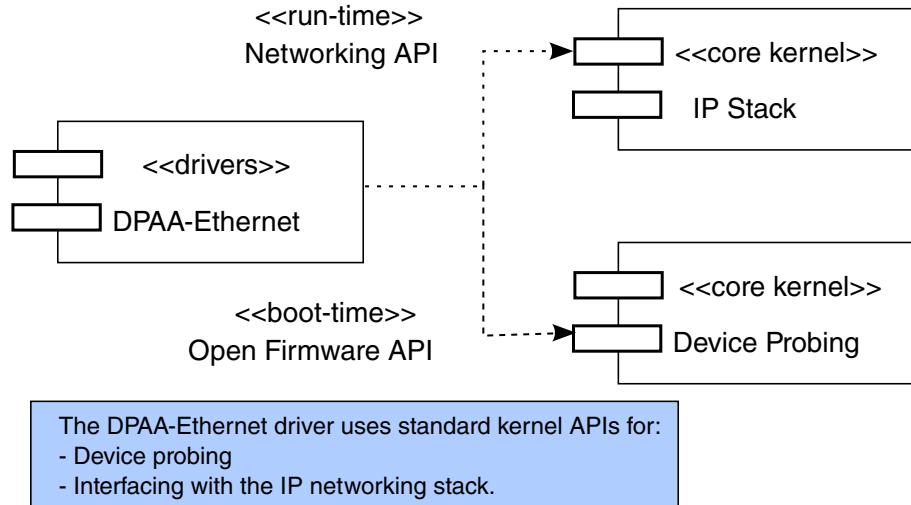 <<run-time>>
Networking API
<<core kernel>>
IP Stack
<<drivers>>
DPAA-Ethernet
<<core kernel>>
Device Probing
<<boot-time>>
Open Firmware API
The DPAA-Ethernet driver uses standard kernel APIs for:
- Device probing
- Interfacing with the IP networking stack.